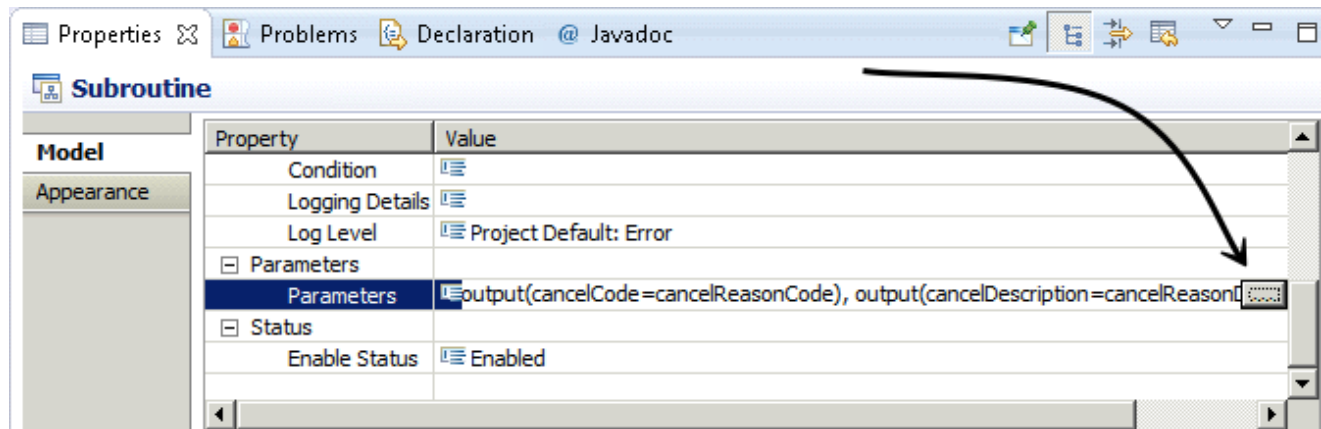 Properties Problems Declaration @ Javadoc
Subroutine
Model
Appearance
Property Value
Condition
Logging Details
Log Level Project Default: Error
Parameters
Parameters output(cancelCode=cancelReasonCode), output(cancelDescription=cancelReasonD ...
Status
Enable Status Enabled